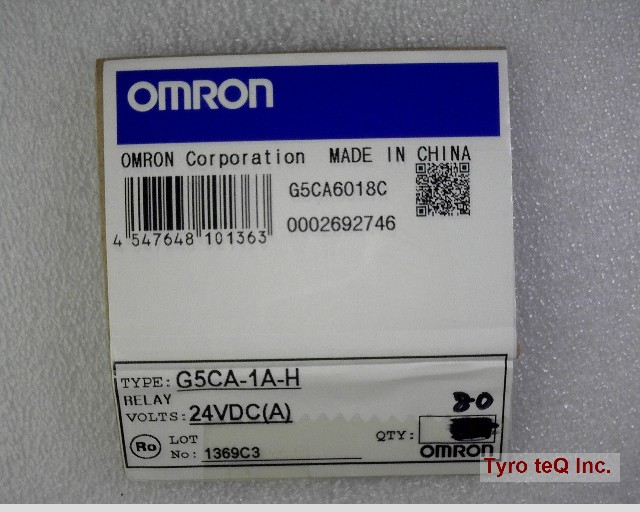 OMRON
OMRON Corporation MADE IN CHINA
G5CA6018C
0002692746
4 547648 101363
TYPE: G5CA-1A-H
RELAY
VOLTS: 24VDC(A)
80
Ro LOT
No: 1369C3
QTY:
OMRON
Tyro teQ Inc.